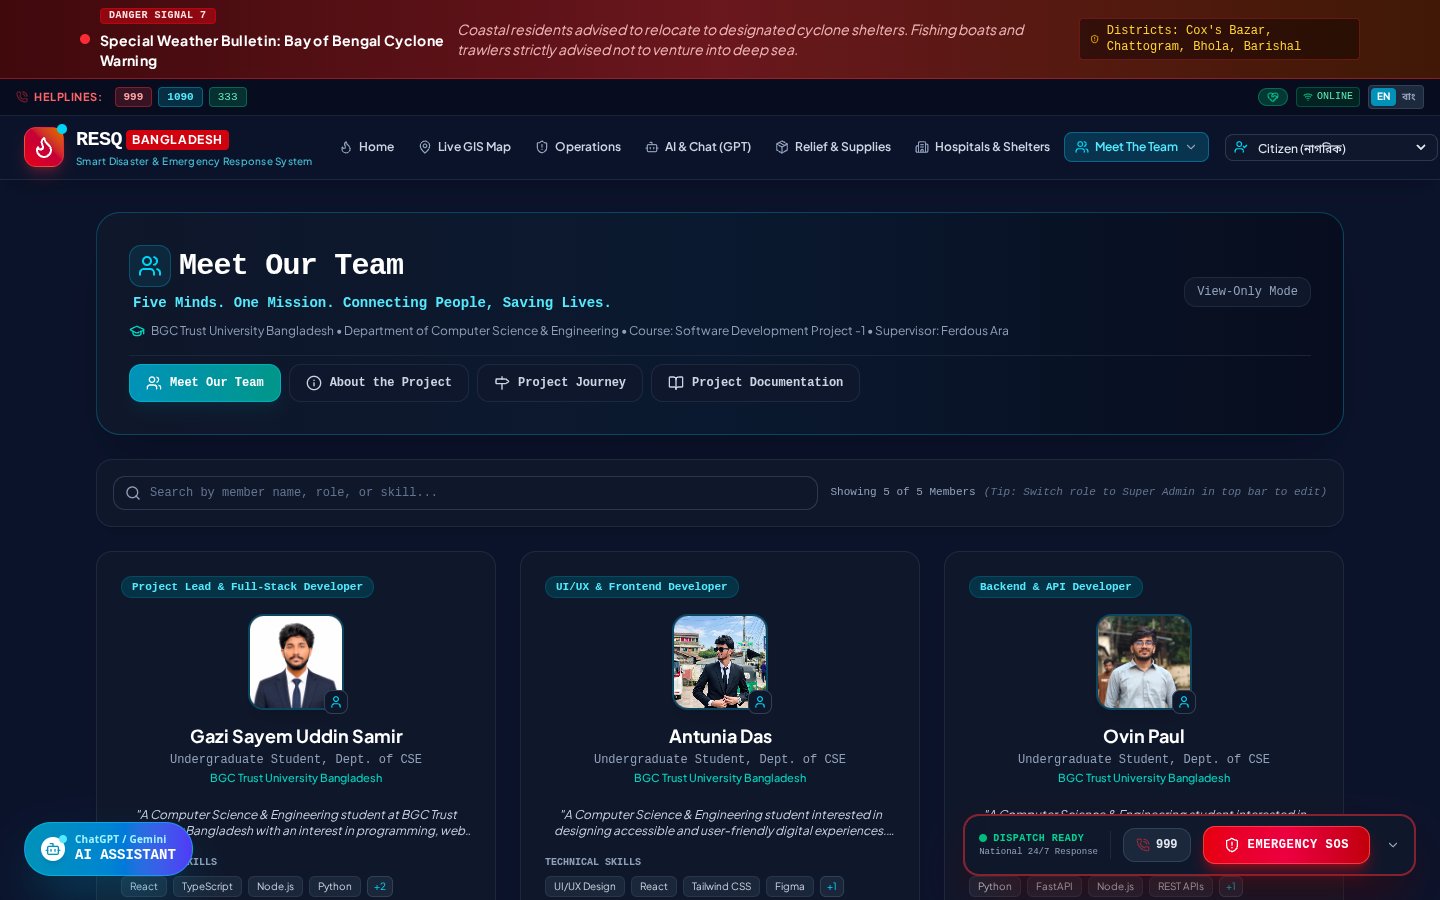 DANGER SIGNAL 7
Special Weather Bulletin: Bay of Bengal Cyclone
Warning
Coastal residents advised to relocate to designated cyclone shelters. Fishing boats and
trawlers strictly advised not to venture into deep sea.
Districts: Cox's Bazar,
Chattogram, Bhola, Barishal
HELPLINES: 999 1090 333
ONLINE EN বাং
RESQ BANGLADESH
Smart Disaster & Emergency Response System
Home Live GIS Map Operations AI & Chat (GPT) Relief & Supplies Hospitals & Shelters Meet The Team Citizen (নাগরিক)
Meet Our Team
Five Minds. One Mission. Connecting People, Saving Lives.
View-Only Mode
BGC Trust University Bangladesh • Department of Computer Science & Engineering • Course: Software Development Project -1 • Supervisor: Ferdous Ara
Meet Our Team About the Project Project Journey Project Documentation
Search by member name, role, or skill...
Showing 5 of 5 Members (Tip: Switch role to Super Admin in top bar to edit)
Project Lead & Full-Stack Developer
Gazi Sayem Uddin Samir
Undergraduate Student, Dept. of CSE
BGC Trust University Bangladesh
"A Computer Science & Engineering student at BGC Trust
Bangladesh with an interest in programming, web..
KILLS
React TypeScript Node.js Python +2
UI/UX & Frontend Developer
Antunia Das
Undergraduate Student, Dept. of CSE
BGC Trust University Bangladesh
"A Computer Science & Engineering student interested in
designing accessible and user-friendly digital experiences....
TECHNICAL SKILLS
UI/UX Design React Tailwind CSS Figma +1
Backend & API Developer
Ovin Paul
Undergraduate Student, Dept. of CSE
BGC Trust University Bangladesh
"A Computer Science & Engineering student interested in
Python FastAPI Node.js REST APIs +1
ChatGPT / Gemini
AI ASSISTANT
DISPATCH READY
National 24/7 Response
999
EMERGENCY SOS